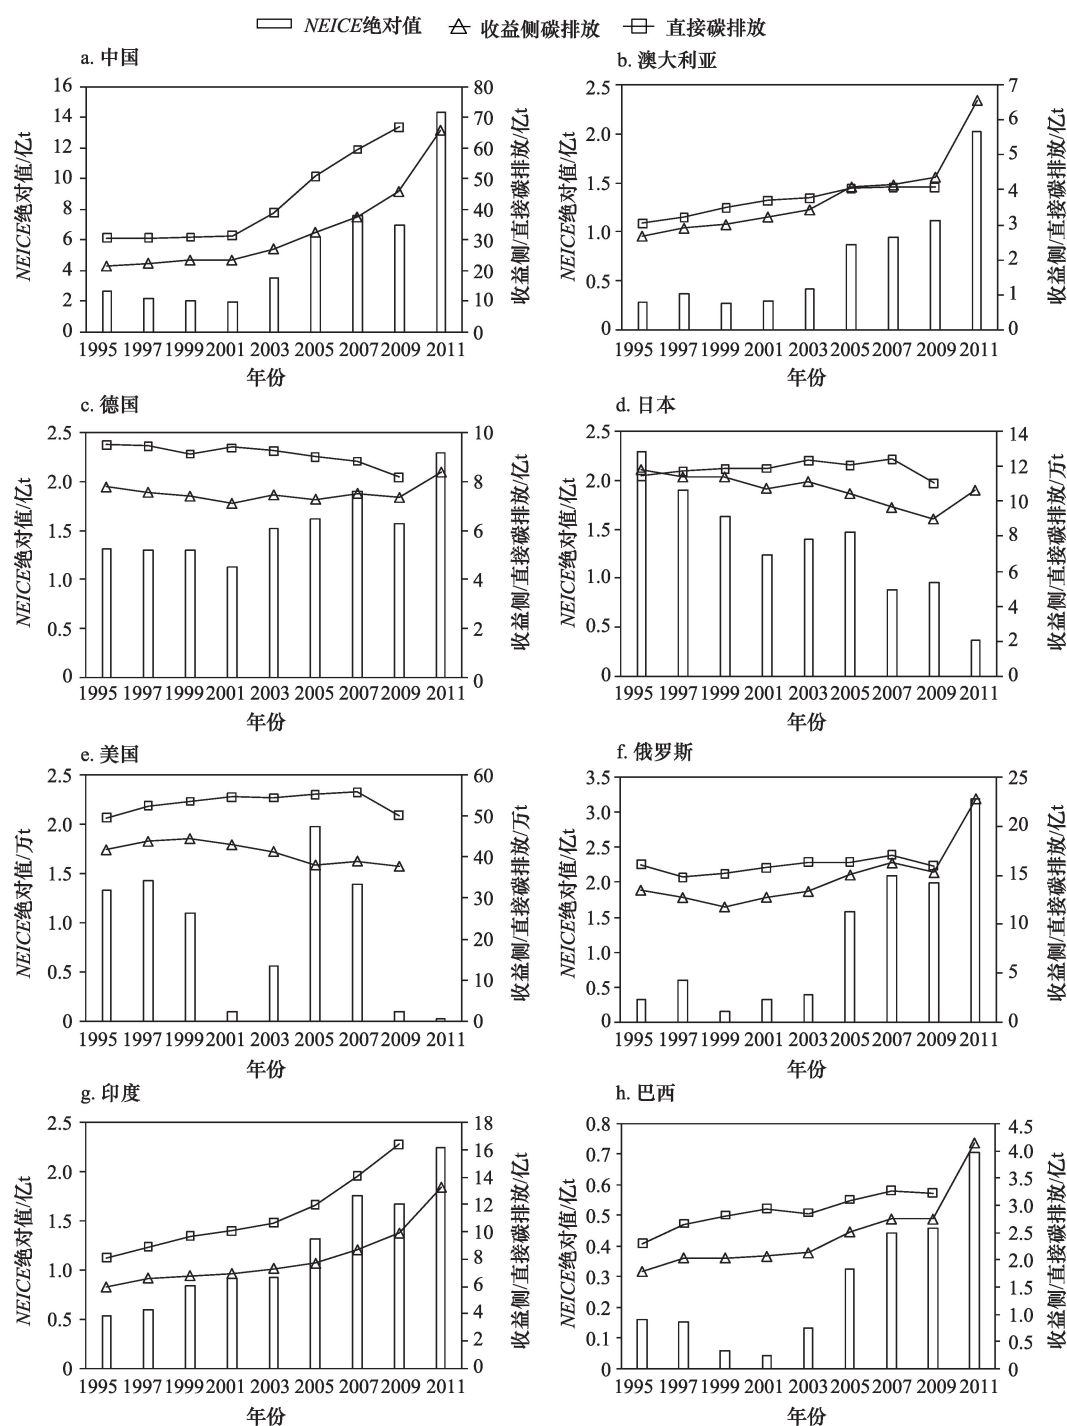 NEICE绝对值 收益侧碳排放 直接碳排放
a. 中国
NEICE绝对值/亿t
16
14
12
10
8
6
4
2
0
80
70
60
50
40
30
20
10
0
收益侧/直接碳排放/亿t
1995 1997 1999 2001 2003 2005 2007 2009 2011
年份
b. 澳大利亚
NEICE绝对值/亿t
2.5
2.0
1.5
1.0
0.5
0
7
6
5
4
3
2
1
0
收益侧/直接碳排放/亿t
1995 1997 1999 2001 2003 2005 2007 2009 2011
年份
c. 德国
NEICE绝对值/亿t
2.5
2.0
1.5
1.0
0.5
0
10
8
6
4
2
0
收益侧/直接碳排放/亿t
1995 1997 1999 2001 2003 2005 2007 2009 2011
年份
d. 日本
NEICE绝对值/亿t
2.5
2.0
1.5
1.0
0.5
0
14
12
10
8
6
4
2
0
收益侧/直接碳排放/万t
1995 1997 1999 2001 2003 2005 2007 2009 2011
年份
e. 美国
NEICE绝对值/万t
2.5
2.0
1.5
1.0
0.5
0
60
50
40
30
20
10
0
收益侧/直接碳排放/万t
1995 1997 1999 2001 2003 2005 2007 2009 2011
年份
f. 俄罗斯
NEICE绝对值/亿t
3.5
3.0
2.5
2.0
1.5
1.0
0.5
0
25
20
15
10
5
0
收益侧/直接碳排放/亿t
1995 1997 1999 2001 2003 2005 2007 2009 2011
年份
g. 印度
NEICE绝对值/亿t
2.5
2.0
1.5
1.0
0.5
0
18
16
14
12
10
8
6
4
2
0
收益侧/直接碳排放/亿t
1995 1997 1999 2001 2003 2005 2007 2009 2011
年份
h. 巴西
NEICE绝对值/亿t
0.8
0.7
0.6
0.5
0.4
0.3
0.2
0.1
0
4.5
4.0
3.5
3.0
2.5
2.0
1.5
1.0
0.5
0
收益侧/直接碳排放/亿t
1995 1997 1999 2001 2003 2005 2007 2009 2011
年份